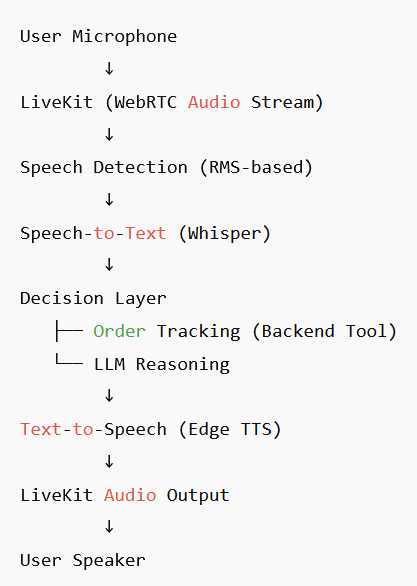 User Microphone
↓
LiveKit (WebRTC Audio Stream)
↓
Speech Detection (RMS-based)
↓
Speech-to-Text (Whisper)
↓
Decision Layer
├── Order Tracking (Backend Tool)
└── LLM Reasoning
↓
Text-to-Speech (Edge TTS)
↓
LiveKit Audio Output
↓
User Speaker